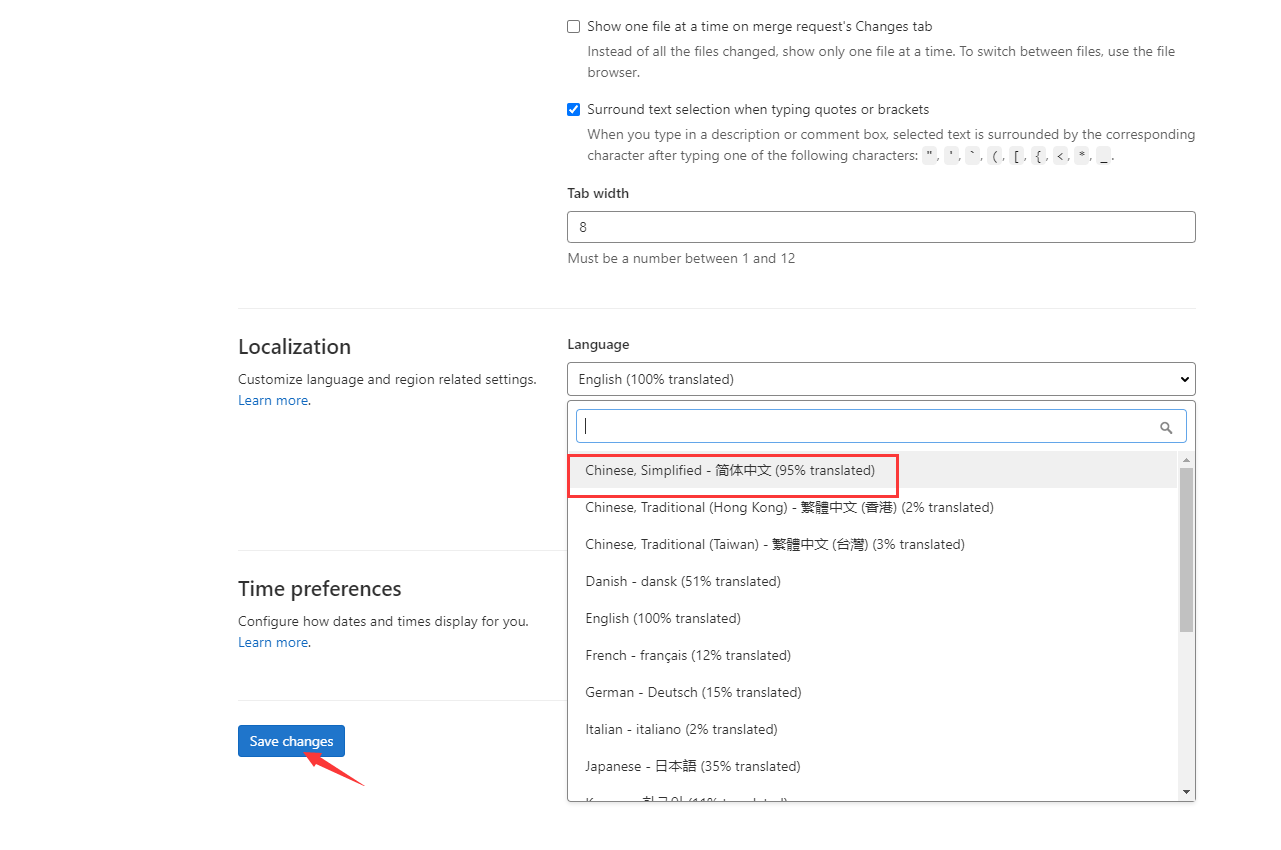 Show one file at a time on merge request's Changes tab
Instead of all the files changed, show only one file at a time. To switch between files, use the file
browser.
Surround text selection when typing quotes or brackets
When you type in a description or comment box, selected text is surrounded by the corresponding
character after typing one of the following characters: ", ', `, (, [, {, <, *, _.
Tab width
8
Must be a number between 1 and 12
Localization
Customize language and region related settings.
Learn more.
Language
English (100% translated)
Chinese, Simplified - 简体中文 (95% translated)
Chinese, Traditional (Hong Kong) - 繁體中文 (香港) (2% translated)
Chinese, Traditional (Taiwan) - 繁體中文 (台灣) (3% translated)
Danish - dansk (51% translated)
English (100% translated)
French - français (12% translated)
German - Deutsch (15% translated)
Italian - italiano (2% translated)
Japanese - 日本語 (35% translated)
Time preferences
Configure how dates and times display for you.
Learn more.
Save changes